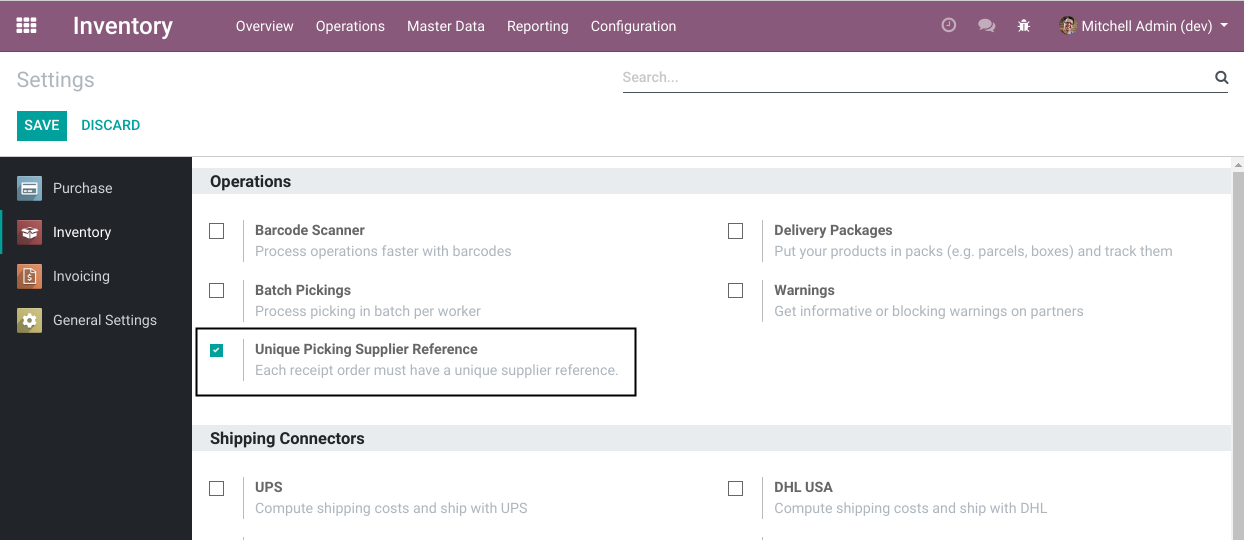 Inventory Overview Operations Master Data Reporting Configuration Mitchell Admin (dev)
Settings Search...
SAVE DISCARD
Purchase
Inventory
Invoicing
General Settings
Operations
Barcode Scanner
Process operations faster with barcodes
Delivery Packages
Put your products in packs (e.g. parcels, boxes) and track them
Batch Pickings
Process picking in batch per worker
Warnings
Get informative or blocking warnings on partners
Unique Picking Supplier Reference
Each receipt order must have a unique supplier reference.
Shipping Connectors
UPS
Compute shipping costs and ship with UPS
DHL USA
Compute shipping costs and ship with DHL